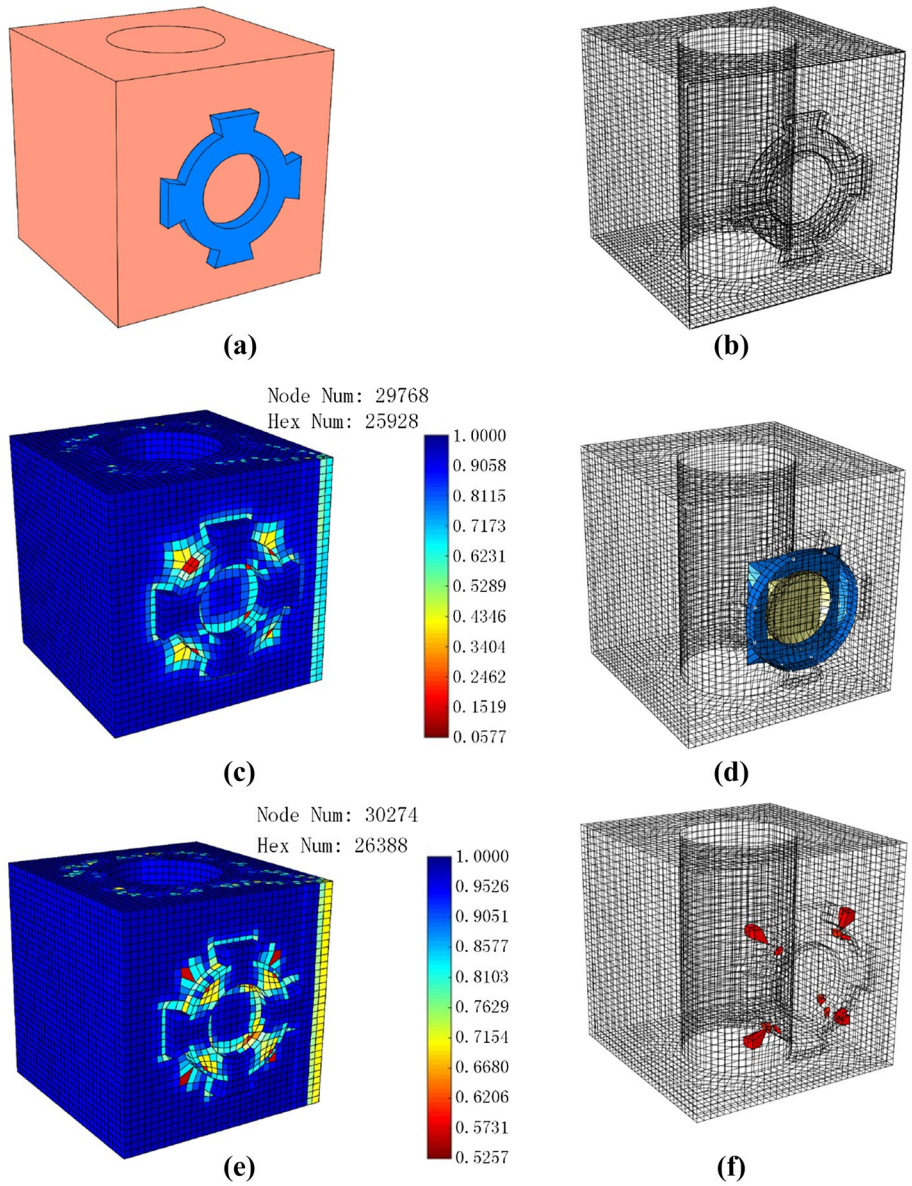 (a)
(b)
Node Num: 29768
Hex Num: 25928
1.0000
0.9058
0.8115
0.7173
0.6231
0.5289
0.4346
0.3404
0.2462
0.1519
0.0577
(c)
(d)
Node Num: 30274
Hex Num: 26388
1.0000
0.9526
0.9051
0.8577
0.8103
0.7629
0.7154
0.6680
0.6206
0.5731
0.5257
(e)
(f)